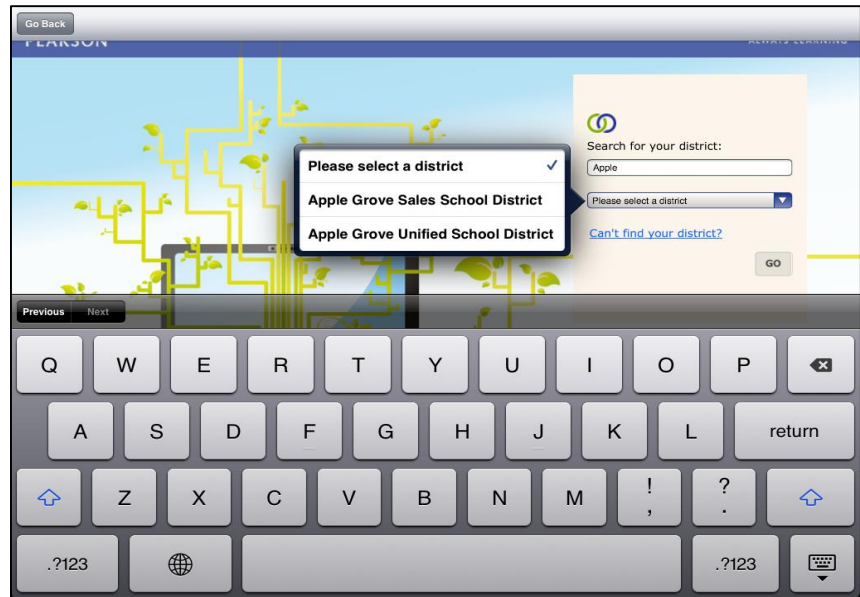 Go Back
PEARSON
ALWAYS LEARNING
Search for your district:
Apple
Please select a district
Please select a district ✓
Apple Grove Sales School District
Apple Grove Unified School District
Can't find your district?
GO
Previous Next
Q W E R T Y U I O P
A S D F G H J K L return
Z X C V B N M ! , ? .
.?123 .?123